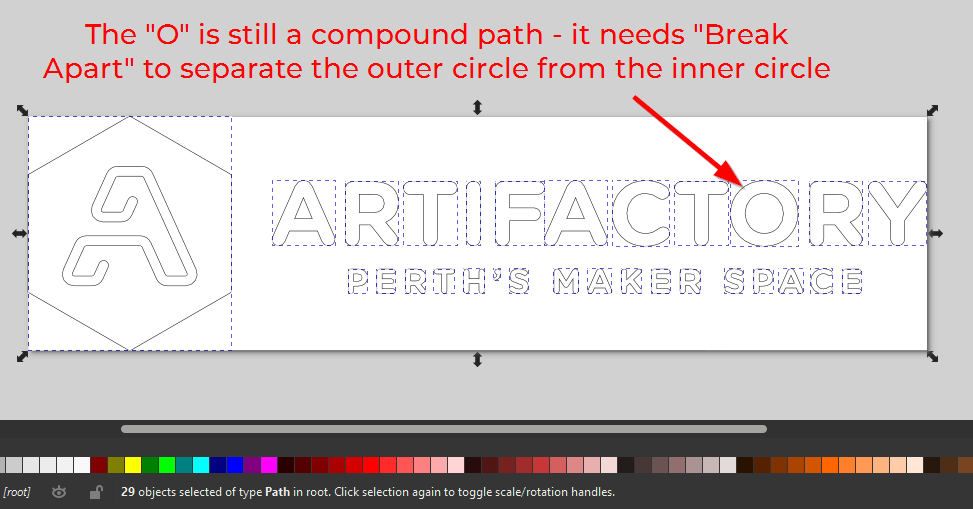 The "O" is still a compound path - it needs "Break
Apart" to separate the outer circle from the inner circle
ARTIFACTORY
PERTH'S MAKER SPACE
[root] 29 objects selected of type Path in root. Click selection again to toggle scale/rotation handles.